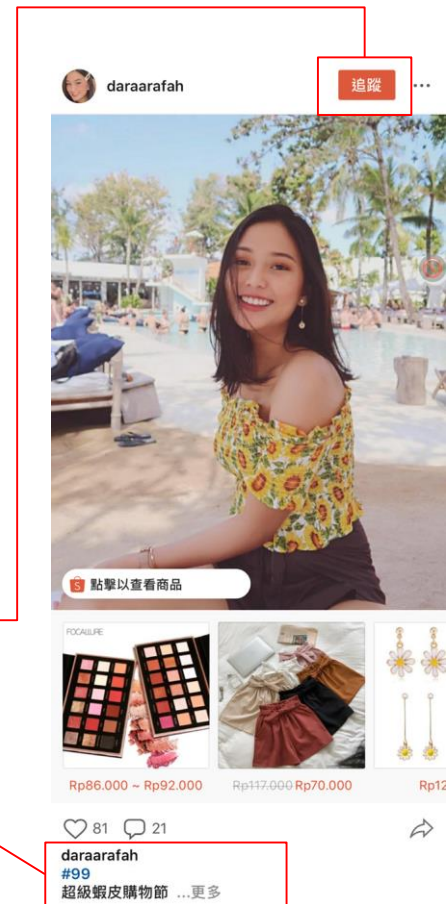 daraarafah
追蹤
點擊以查看商品
FOCALLURE
Rp86.000 ~ Rp92.000
Rp117.000 Rp70.000
Rp12
81
21
daraarafah
#99
超級蝦皮購物節 ...更多